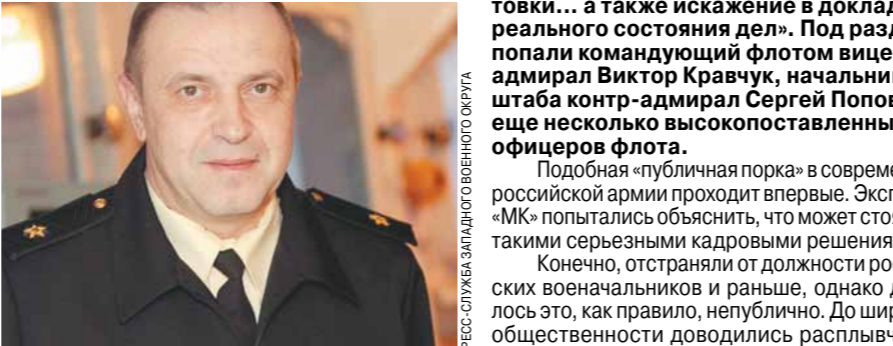 товки... а также искажение в доклад
реального состояния дел». Под разд
попали командующий флотом вице
адмирал Виктор Кравчук, начальни
штаба контр-адмирал Сергей Попов
еще несколько высокопоставленны
офицеров флота.
Подобная «публичная порка» в совреме
российской армии проходит впервые. Эксп
«МК» попытались объяснить, что может стоя
такими серьезными кадровыми решения
Конечно, отстраняли от должности ро
ских военачальников и раньше, однако д
лось это, как правило, непублично. До шир
общественности доводились расплывч
РЕСС-СЛУЖБА ЗАПАДНОГО ВОЕННОГО ОКРУГА